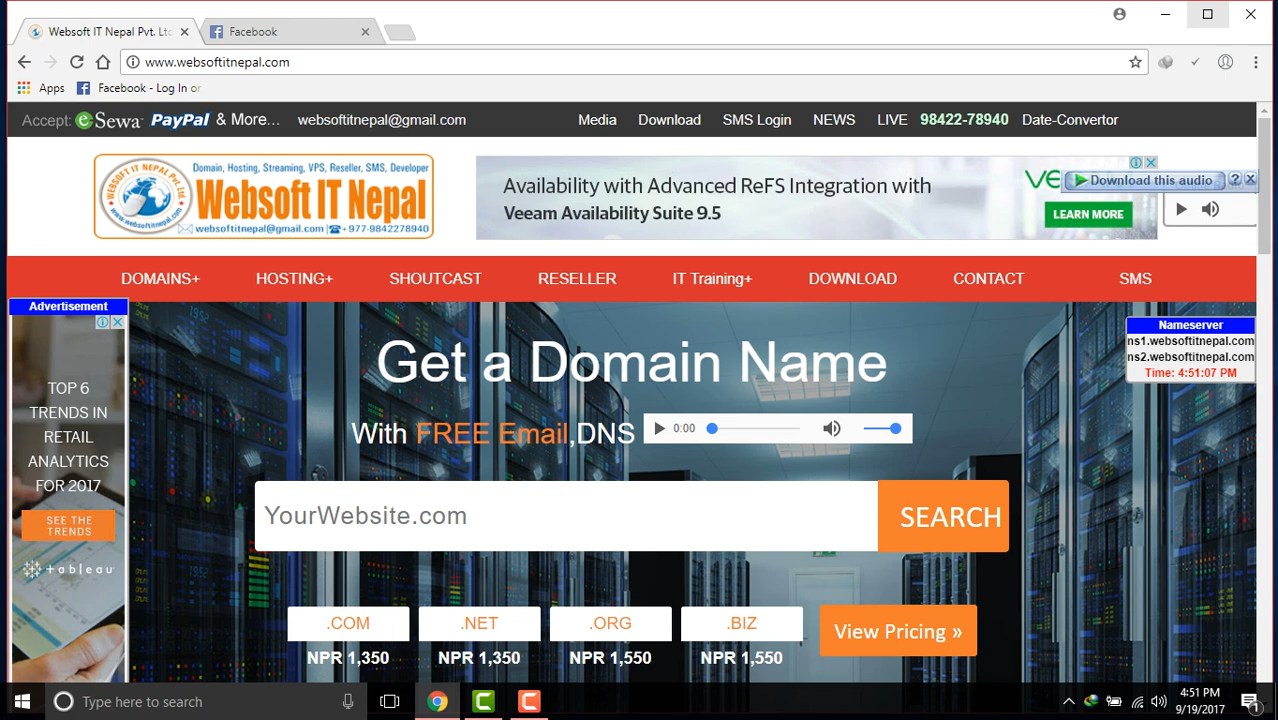 Websoft IT Nepal Pvt. Ltd
Facebook
www.websoftitnepal.com
Apps
Facebook - Log In or
Accept: eSewa PayPal & More...
websoftitnepal@gmail.com
Media
Download
SMS Login
NEWS
LIVE
98422-78940
Date-Convertor
WEBSOFT IT NEPAL Pvt. Ltd.
www.websoftitnepal.com
Domain, Hosting, Streaming, VPS, Reseller, SMS, Developer
Websoft IT Nepal
websoftitnepal@gmail.com | +977-9842278940
Availability with Advanced ReFS Integration with
Veeam Availability Suite 9.5
VE
LEARN MORE
Download this audio
?
DOMAINS+
HOSTING+
SHOUTCAST
RESELLER
IT Training+
DOWNLOAD
CONTACT
SMS
Advertisement
TOP 6
TRENDS IN
RETAIL
ANALYTICS
FOR 2017
SEE THE
TRENDS
tableau
Nameserver
ns1.websoftitnepal.com
ns2.websoftitnepal.com
Time: 4:51:07 PM
Get a Domain Name
With FREE Email,DNS
0:00
YourWebsite.com
SEARCH
.COM
.NET
.ORG
.BIZ
View Pricing »
NPR 1,350
NPR 1,350
NPR 1,550
NPR 1,550
Type here to search
4:51 PM
9/19/2017
1